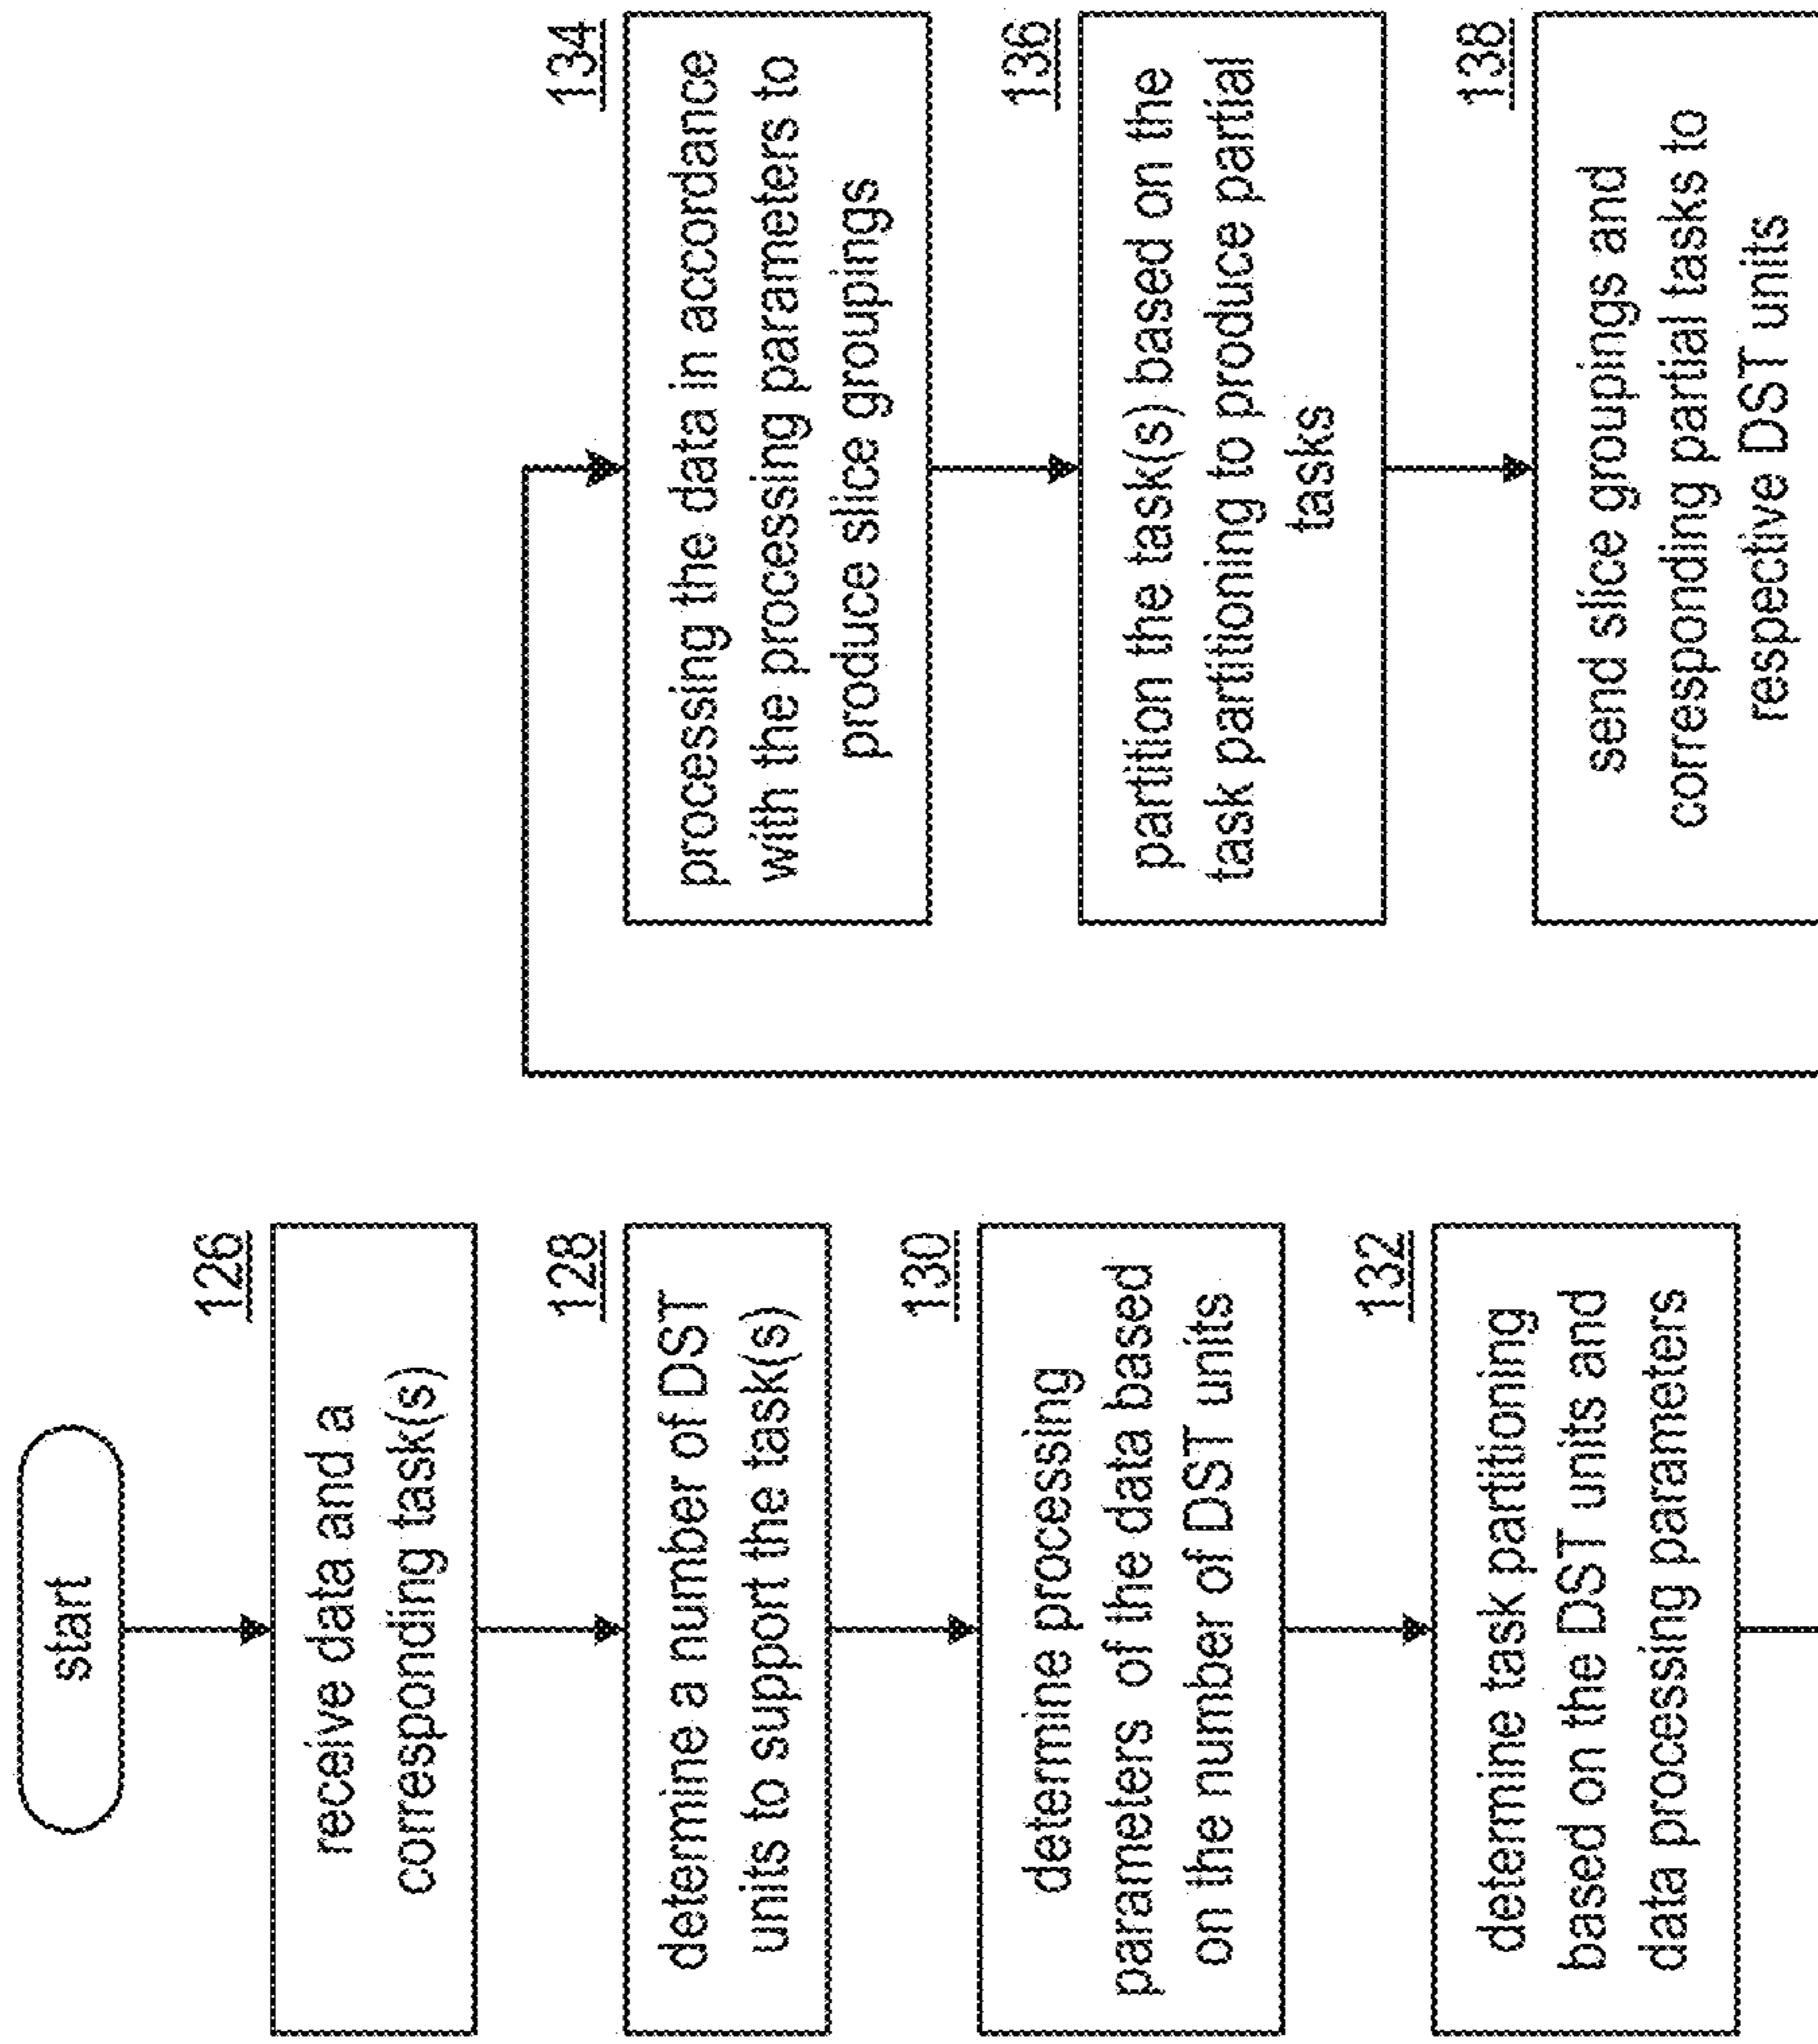 start
126
receive data and a
corresponding task(s)
128
determine a number of DST
units to support the task(s)
130
determine processing
parameters of the data based
on the number of DST units
132
determine task partitioning
based on the DST units and
data processing parameters
134
processing the data in accordance
with the processing parameters to
produce slice groupings
136
partition the task(s) based on the
task partitioning to produce partial
tasks
138
send slice groupings and
corresponding partial tasks to
respective DST units